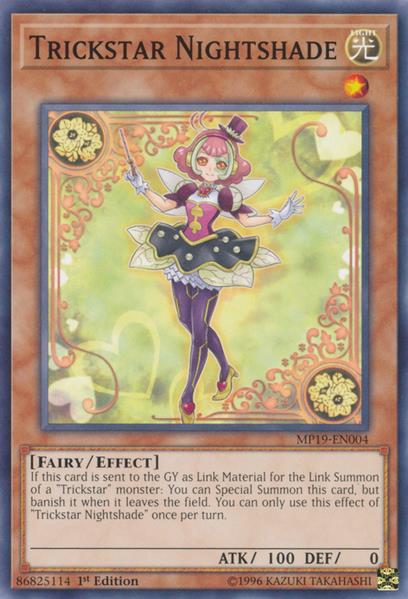 Trickstar Nightshade
LIGHT
光
MP19-EN004
[Fairy/Effect]
If this card is sent to the GY as Link Material for the Link Summon
of a "Trickstar" monster: You can Special Summon this card, but
banish it when it leaves the field. You can only use this effect of
"Trickstar Nightshade" once per turn.
ATK/ 100 DEF/ 0
86825114 1st Edition ©1996 KAZUKI TAKAHASHI